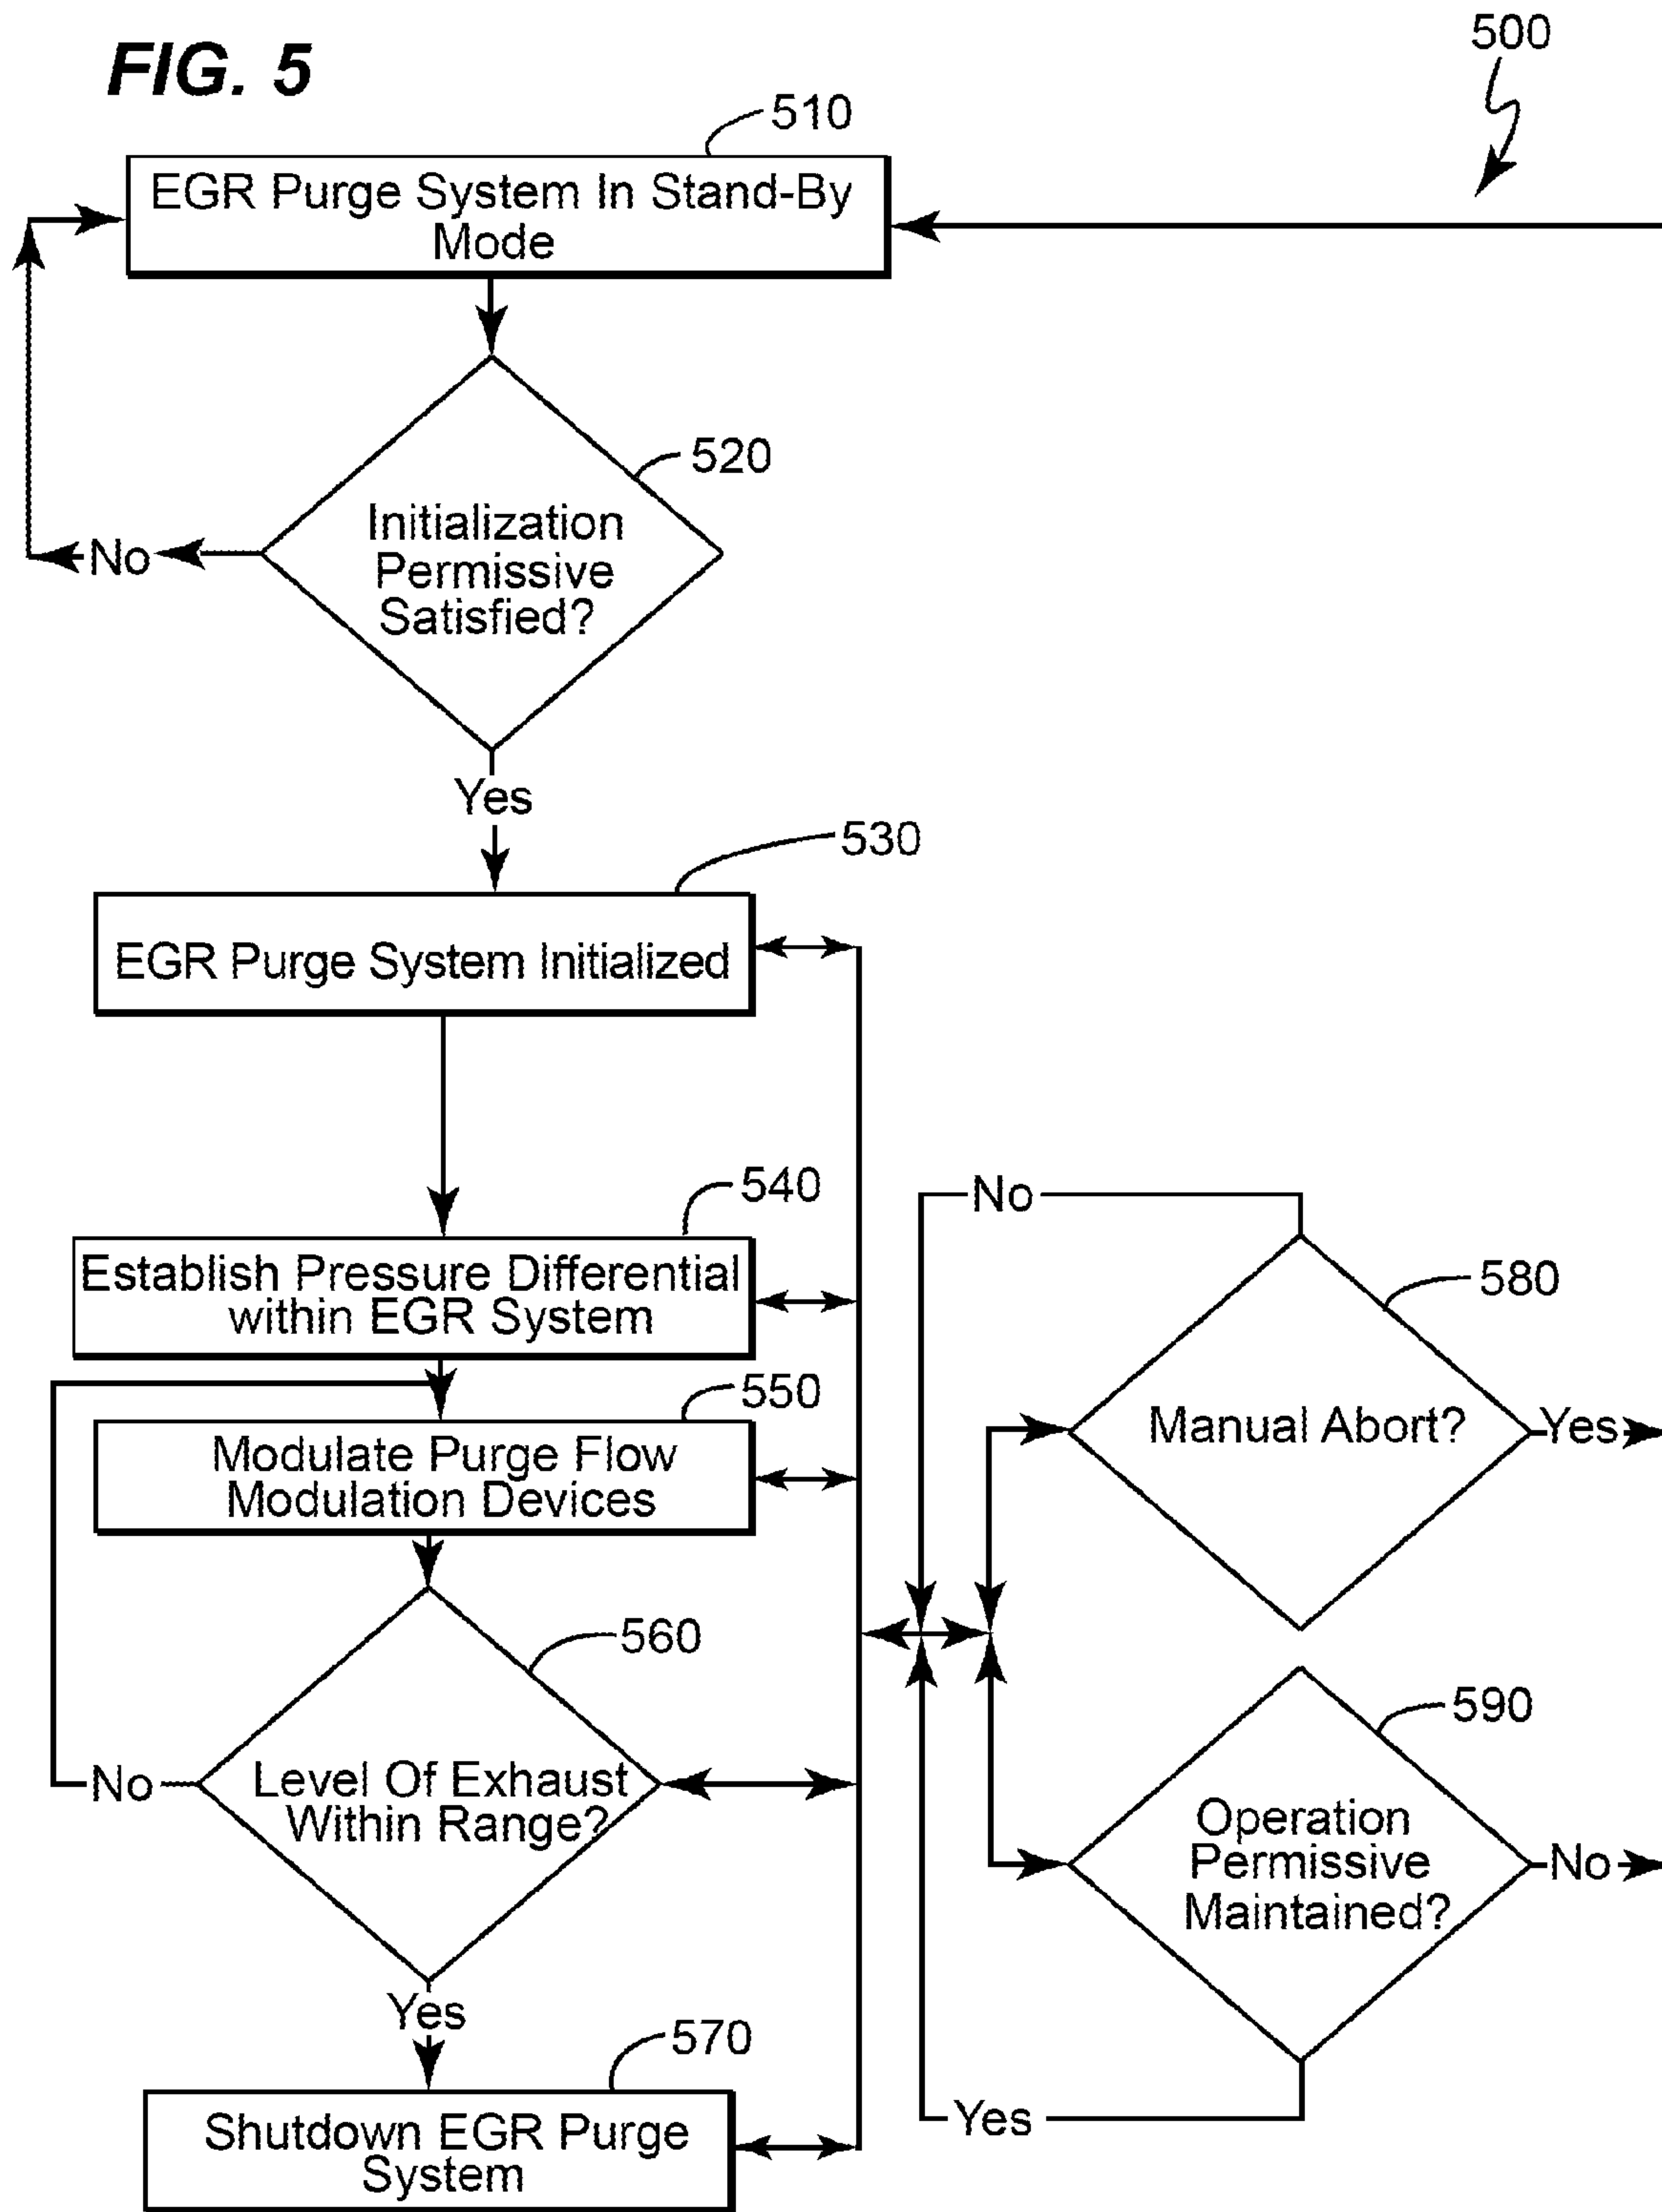 FIG. 5
500
510
EGR Purge System In Stand-By
Mode
520
Initialization
Permissive
Satisfied?
No
Yes
530
EGR Purge System Initialized
540
Establish Pressure Differential
within EGR System
550
Modulate Purge Flow
Modulation Devices
560
Level Of Exhaust
Within Range?
No
Yes
570
Shutdown EGR Purge
System
No
580
Manual Abort?
Yes
590
Operation
Permissive
Maintained?
No
Yes